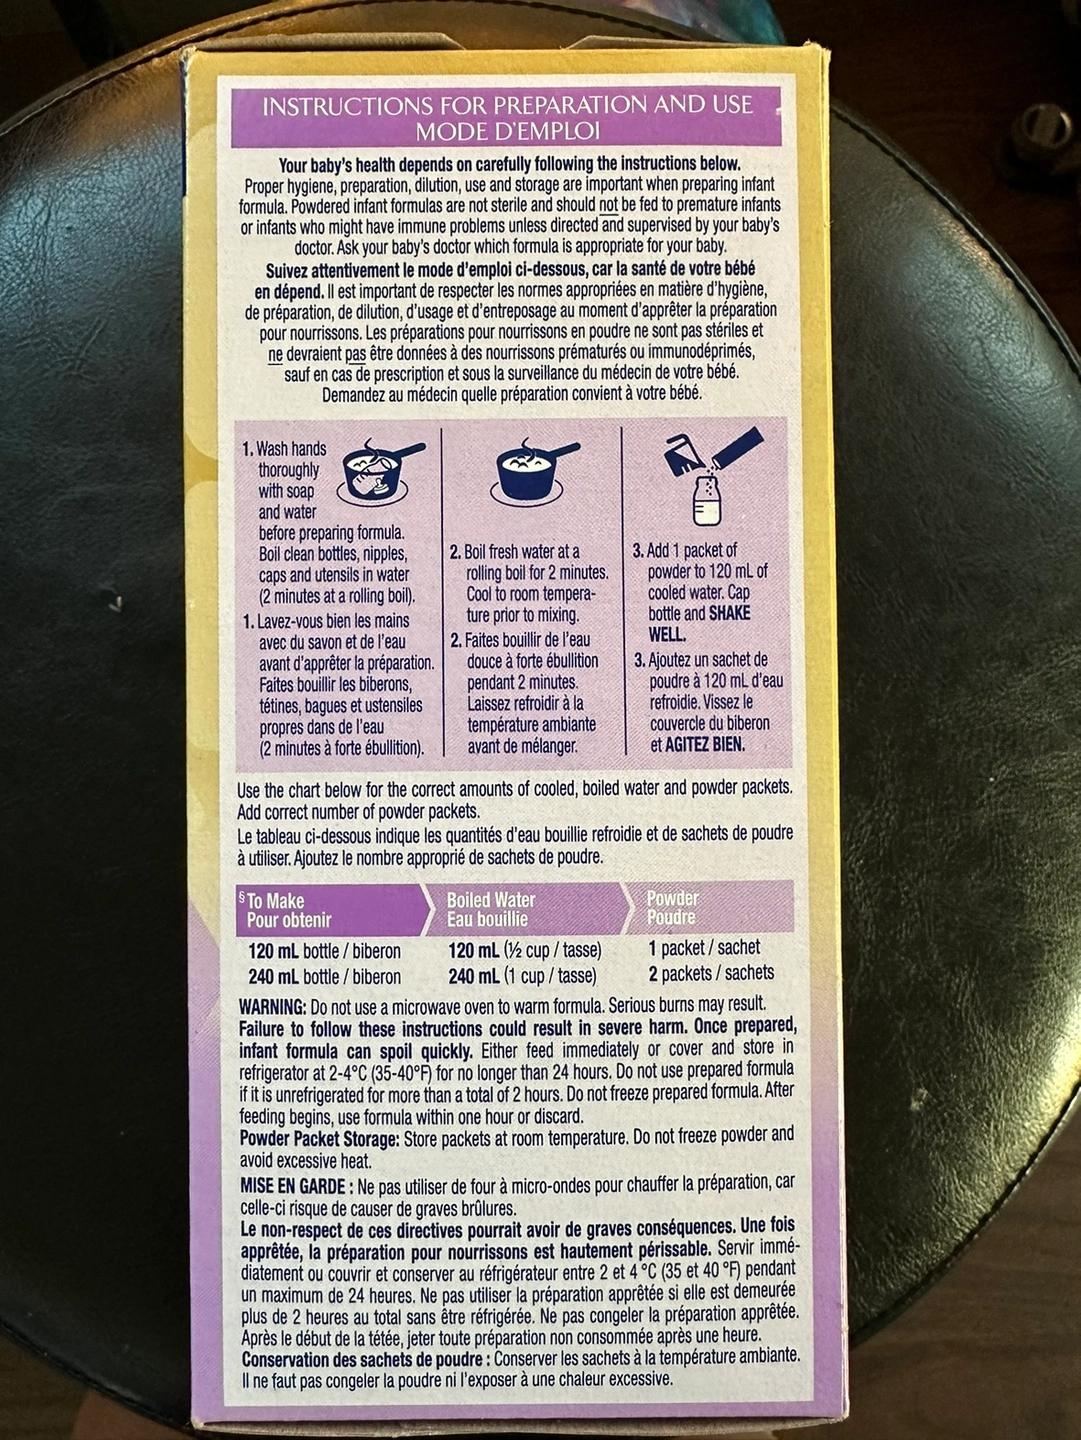 INSTRUCTIONS FOR PREPARATION AND USE
MODE D'EMPLOI
Your baby's health depends on carefully following the instructions below.
Proper hygiene, preparation, dilution, use and storage are important when preparing infant
formula. Powdered infant formulas are not sterile and should not be fed to premature infants
or infants who might have immune problems unless directed and supervised by your baby's
doctor. Ask your baby's doctor which formula is appropriate for your baby.
Suivez attentivement le mode d'emploi ci-dessous, car la santé de votre bébé
en dépend. Il est important de respecter les normes appropriées en matière d'hygiène,
de préparation, de dilution, d'usage et d'entreposage au moment d'apprêter la préparation
pour nourrissons. Les préparations pour nourrissons en poudre ne sont pas stériles et
ne devraient pas être données à des nourrissons prématurés ou immunodéprimés,
sauf en cas de prescription et sous la surveillance du médecin de votre bébé.
Demandez au médecin quelle préparation convient à votre bébé.
1. Wash hands
thoroughly
with soap
and water
before preparing formula.
Boil clean bottles, nipples,
caps and utensils in water
(2 minutes at a rolling boil).
1. Lavez-vous bien les mains
avec du savon et de l'eau
avant d'apprêter la préparation.
Faites bouillir les biberons,
tétines, bagues et ustensiles
propres dans de l'eau
(2 minutes à forte ébullition).
2. Boil fresh water at a
rolling boil for 2 minutes.
Cool to room tempera-
ture prior to mixing.
2. Faites bouillir de l'eau
douce à forte ébullition
pendant 2 minutes.
Laissez refroidir à la
température ambiante
avant de mélanger.
3. Add 1 packet of
powder to 120 mL of
cooled water. Cap
bottle and SHAKE
WELL.
3. Ajoutez un sachet de
poudre à 120 mL d'eau
refroidie. Vissez le
couvercle du biberon
et AGITEZ BIEN.
Use the chart below for the correct amounts of cooled, boiled water and powder packets.
Add correct number of powder packets.
Le tableau ci-dessous indique les quantités d'eau bouillie refroidie et de sachets de poudre
à utiliser. Ajoutez le nombre approprié de sachets de poudre.
§ To Make Boiled Water Powder
Pour obtenir Eau bouillie Poudre
120 mL bottle / biberon 120 mL (½ cup / tasse) 1 packet / sachet
240 mL bottle / biberon 240 mL (1 cup / tasse) 2 packets / sachets
WARNING: Do not use a microwave oven to warm formula. Serious burns may result.
Failure to follow these instructions could result in severe harm. Once prepared,
infant formula can spoil quickly. Either feed immediately or cover and store in
refrigerator at 2-4°C (35-40°F) for no longer than 24 hours. Do not use prepared formula
if it is unrefrigerated for more than a total of 2 hours. Do not freeze prepared formula. After
feeding begins, use formula within one hour or discard.
Powder Packet Storage: Store packets at room temperature. Do not freeze powder and
avoid excessive heat.
MISE EN GARDE : Ne pas utiliser de four à micro-ondes pour chauffer la préparation, car
celle-ci risque de causer de graves brûlures.
Le non-respect de ces directives pourrait avoir de graves conséquences. Une fois
apprêtée, la préparation pour nourrissons est hautement périssable. Servir immé-
diatement ou couvrir et conserver au réfrigérateur entre 2 et 4 °C (35 et 40 °F) pendant
un maximum de 24 heures. Ne pas utiliser la préparation apprêtée si elle est demeurée
plus de 2 heures au total sans être réfrigérée. Ne pas congeler la préparation apprêtée.
Après le début de la tétée, jeter toute préparation non consommée après une heure.
Conservation des sachets de poudre : Conserver les sachets à la température ambiante.
Il ne faut pas congeler la poudre ni l'exposer à une chaleur excessive.